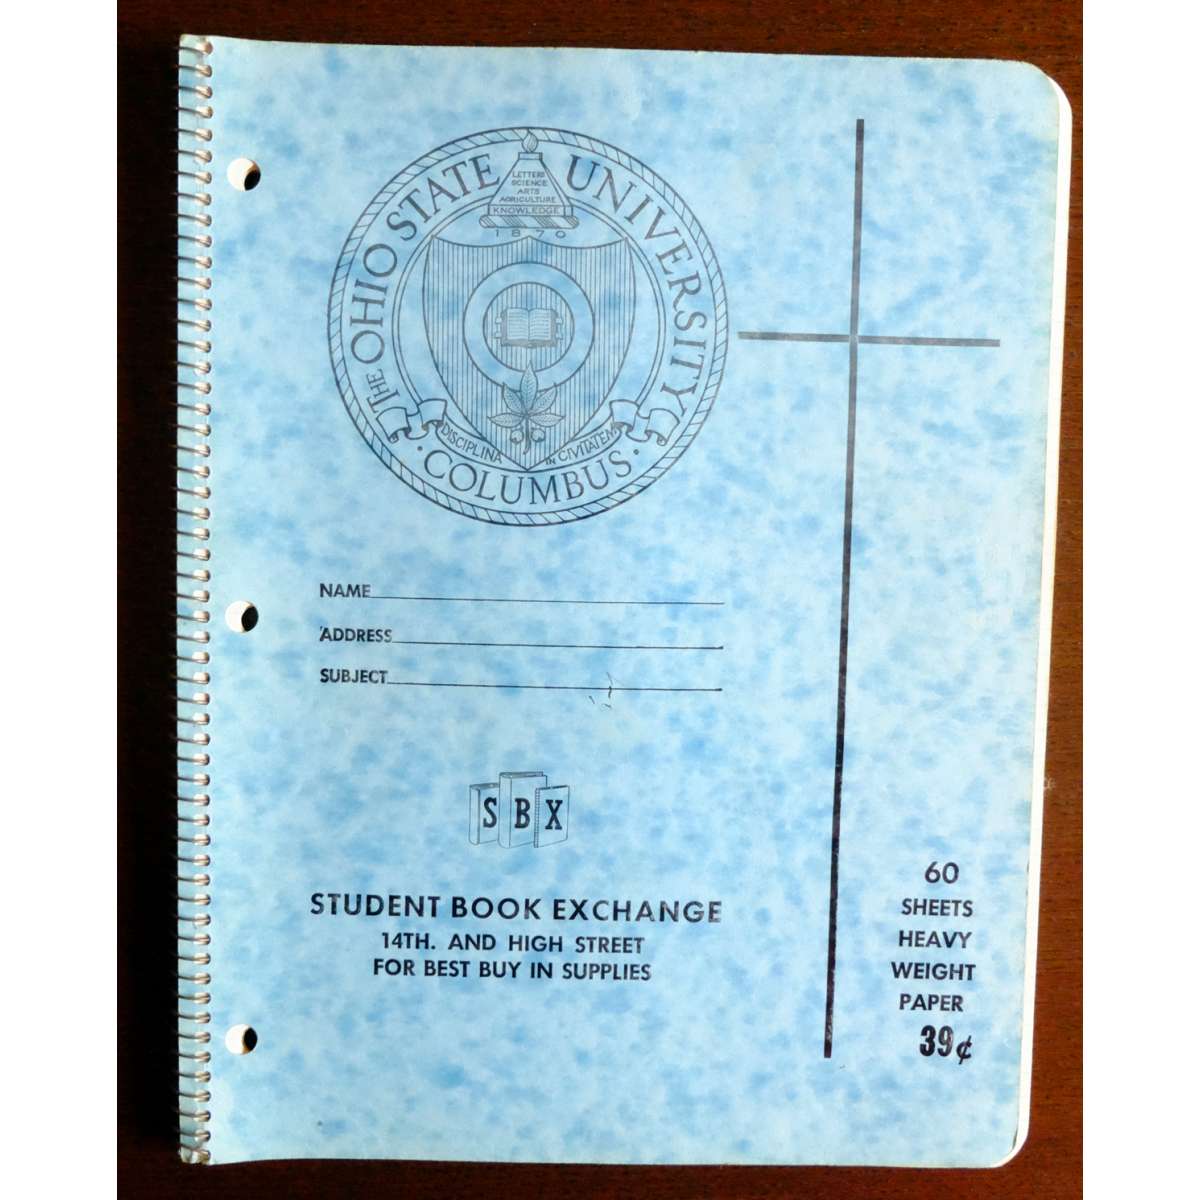 THE OHIO STATE UNIVERSITY
LETTERS
SCIENCE
ARTS
AGRICULTURE
KNOWLEDGE
1870
DISCIPLINA IN CIVITATEM
· COLUMBUS ·
NAME
ADDRESS
SUBJECT
SBX
STUDENT BOOK EXCHANGE
14TH. AND HIGH STREET
FOR BEST BUY IN SUPPLIES
60
SHEETS
HEAVY
WEIGHT
PAPER
39¢